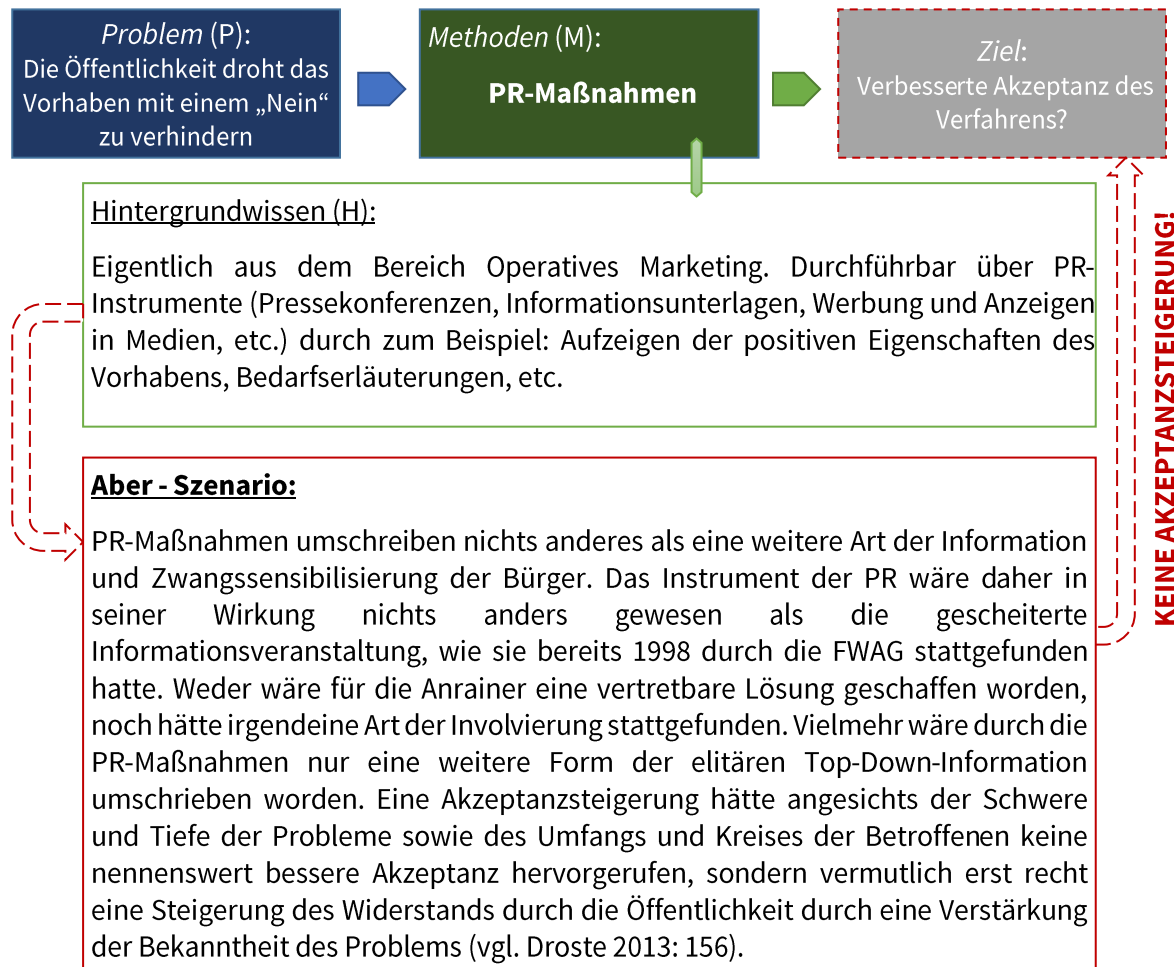 Problem (P):
Die Öffentlichkeit droht das
Vorhaben mit einem „Nein“
zu verhindern
Methoden (M):
PR-Maßnahmen
Ziel:
Verbesserte Akzeptanz des
Verfahrens?
Hintergrundwissen (H):
Eigentlich aus dem Bereich Operatives Marketing. Durchführbar über PR-
Instrumente (Pressekonferenzen, Informationsunterlagen, Werbung und Anzeigen
in Medien, etc.) durch zum Beispiel: Aufzeigen der positiven Eigenschaften des
Vorhabens, Bedarfserläuterungen, etc.
KEINE AKZEPTANZSTEIGERUNG!
Aber - Szenario:
PR-Maßnahmen umschreiben nichts anderes als eine weitere Art der Information
und Zwangssensibilisierung der Bürger. Das Instrument der PR wäre daher in
seiner Wirkung nichts anders gewesen als die gescheiterte
Informationsveranstaltung, wie sie bereits 1998 durch die FWAG stattgefunden
hatte. Weder wäre für die Anrainer eine vertretbare Lösung geschaffen worden,
noch hätte irgendeine Art der Involvierung stattgefunden. Vielmehr wäre durch die
PR-Maßnahmen nur eine weitere Form der elitären Top-Down-Information
umschrieben worden. Eine Akzeptanzsteigerung hätte angesichts der Schwere
und Tiefe der Probleme sowie des Umfangs und Kreises der Betroffenen keine
nennenswert bessere Akzeptanz hervorgerufen, sondern vermutlich erst recht
eine Steigerung des Widerstands durch die Öffentlichkeit durch eine Verstärkung
der Bekanntheit des Problems (vgl. Droste 2013: 156).